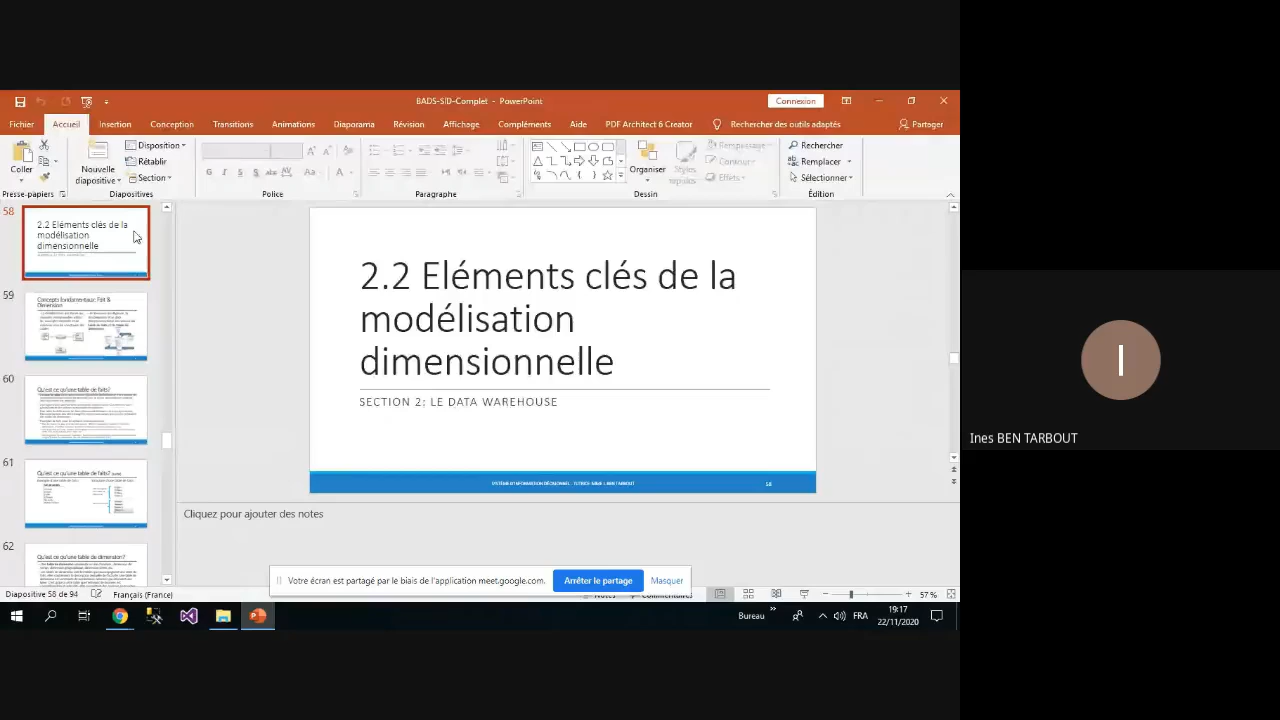 BADS-SID-Complet - PowerPoint
Connexion
Fichier
Accueil
Insertion
Conception
Transitions
Animations
Diaporama
Révision
Affichage
Compléments
Aide
PDF Architect 6 Creator
Rechercher des outils adaptés
Partager
Coller
Nouvelle
diapositive
Disposition
Rétablir
Section
Organiser
Styles
rapides
Remplissage
Contour
Effets
Rechercher
Remplacer
Sélectionner
Presse-papiers
Diapositives
Police
Paragraphe
Dessin
Édition
58
2.2 Eléments clés de la
modélisation
dimensionnelle
59
Concepts fondamentaux: Fait &
Dimension
60
Qu'est ce qu'une table de faits?
61
Qu'est ce qu'une table de faits? (suite)
62
Qu'est ce qu'une table de dimension?
2.2 Eléments clés de la
modélisation
dimensionnelle
SECTION 2: LE DATA WAREHOUSE
Cliquez pour ajouter des notes
Votre écran est partagé par le biais de l'application meet.google.com.
Arrêter le partage
Masquer
Diapositive 58 de 94
Français (France)
Notes
Commentaires
57 %
Bureau
FRA
19:17
22/11/2020
I
Ines BEN TARBOUT